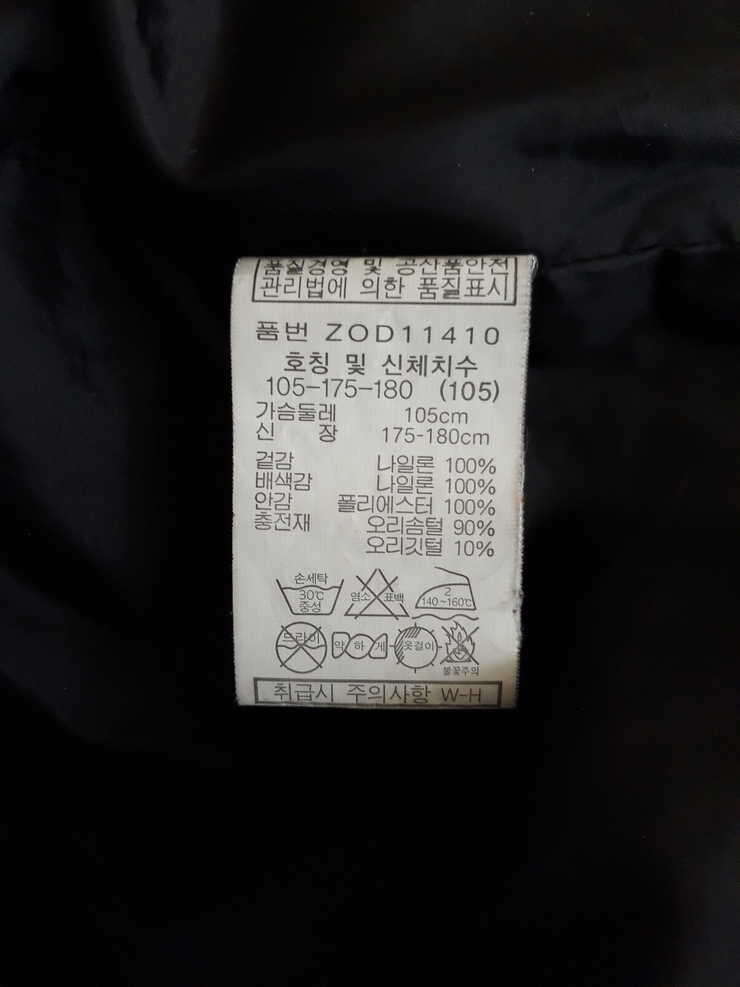 품질경영 및 공산품안전
관리법에 의한 품질표시
품번 ZOD11410
호칭 및 신체치수
105-175-180 (105)
가슴둘레 105cm
신 장 175-180cm
겉감 나일론 100%
배색감 나일론 100%
안감 폴리에스터 100%
충전재 오리솜털 90%
오리깃털 10%
손세탁
30℃
중성
염소 표백
2
140~160℃
드라이
약하게
옷걸이
불꽃주의
취급시 주의사항 W-H